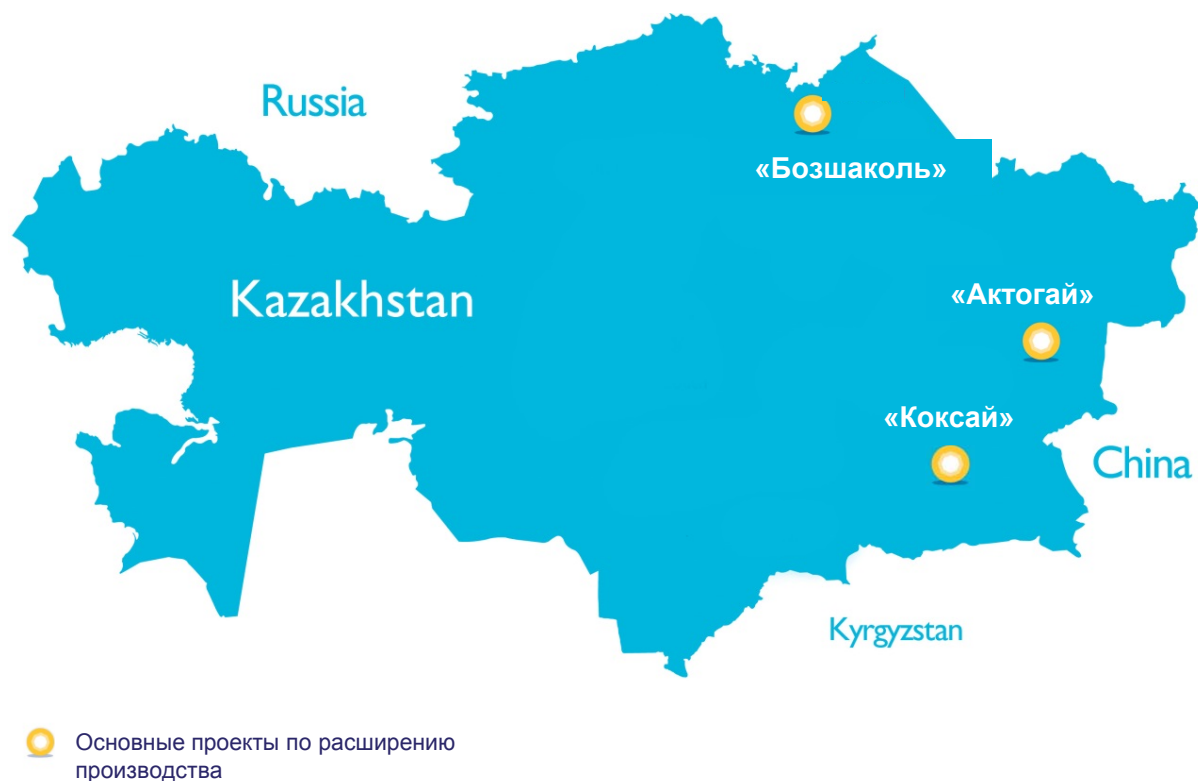 Russia
«Бозшаколь»
Kazakhstan
«Актогай»
«Коксай»
China
Kyrgyzstan
Основные проекты по расширению
производства